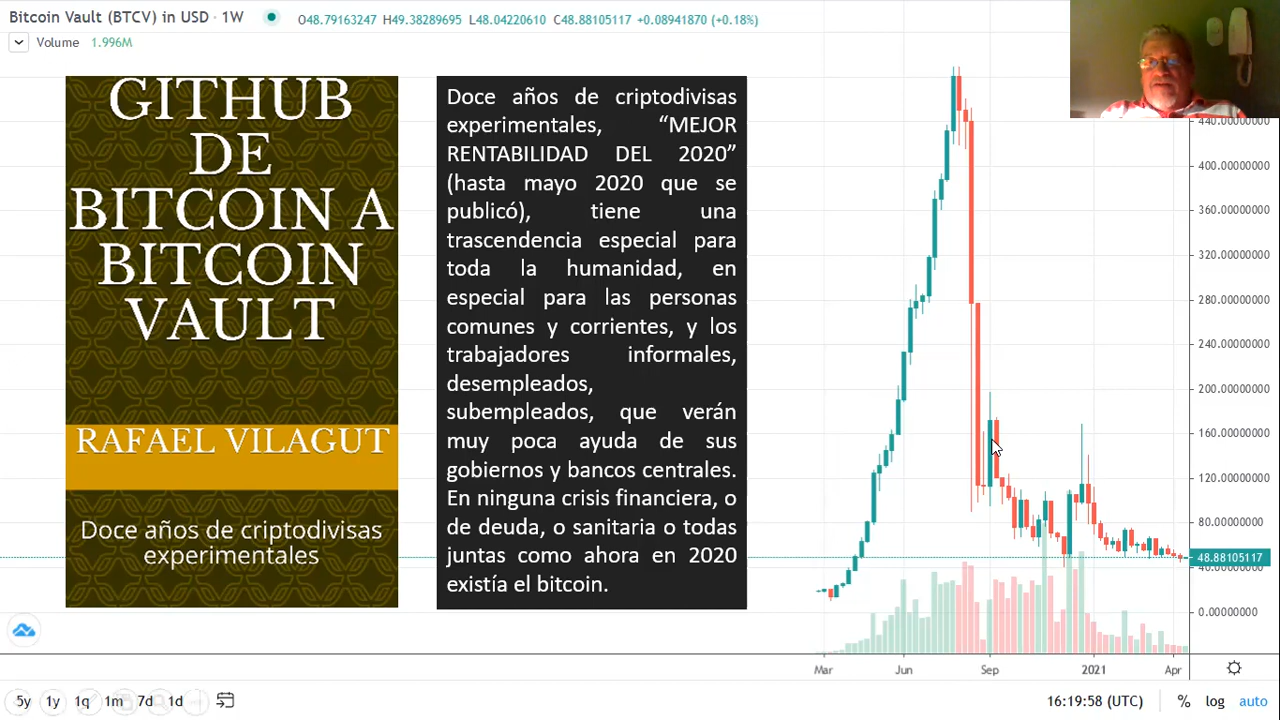 Bitcoin Vault (BTCV) in USD · 1W
O48.79163247 H49.38289695 L48.04220610 C48.88105117 +0.08941870 (+0.18%)
Volume 1.996M
GITHUB
DE
BITCOIN A
BITCOIN
VAULT
RAFAEL VILAGUT
Doce años de criptodivisas
experimentales
Doce años de criptodivisas
experimentales, “MEJOR
RENTABILIDAD DEL 2020”
(hasta mayo 2020 que se
publicó), tiene una
trascendencia especial para
toda la humanidad, en
especial para las personas
comunes y corrientes, y los
trabajadores informales,
desempleados,
subempleados, que verán
muy poca ayuda de sus
gobiernos y bancos centrales.
En ninguna crisis financiera, o
de deuda, o sanitaria o todas
juntas como ahora en 2020
existía el bitcoin.
440.00000000
400.00000000
360.00000000
320.00000000
280.00000000
240.00000000
200.00000000
160.00000000
120.00000000
80.00000000
48.88105117
40.00000000
0.00000000
Mar Jun Sep 2021 Apr
5y 1y 1q 1m 7d 1d
16:19:58 (UTC) % log auto